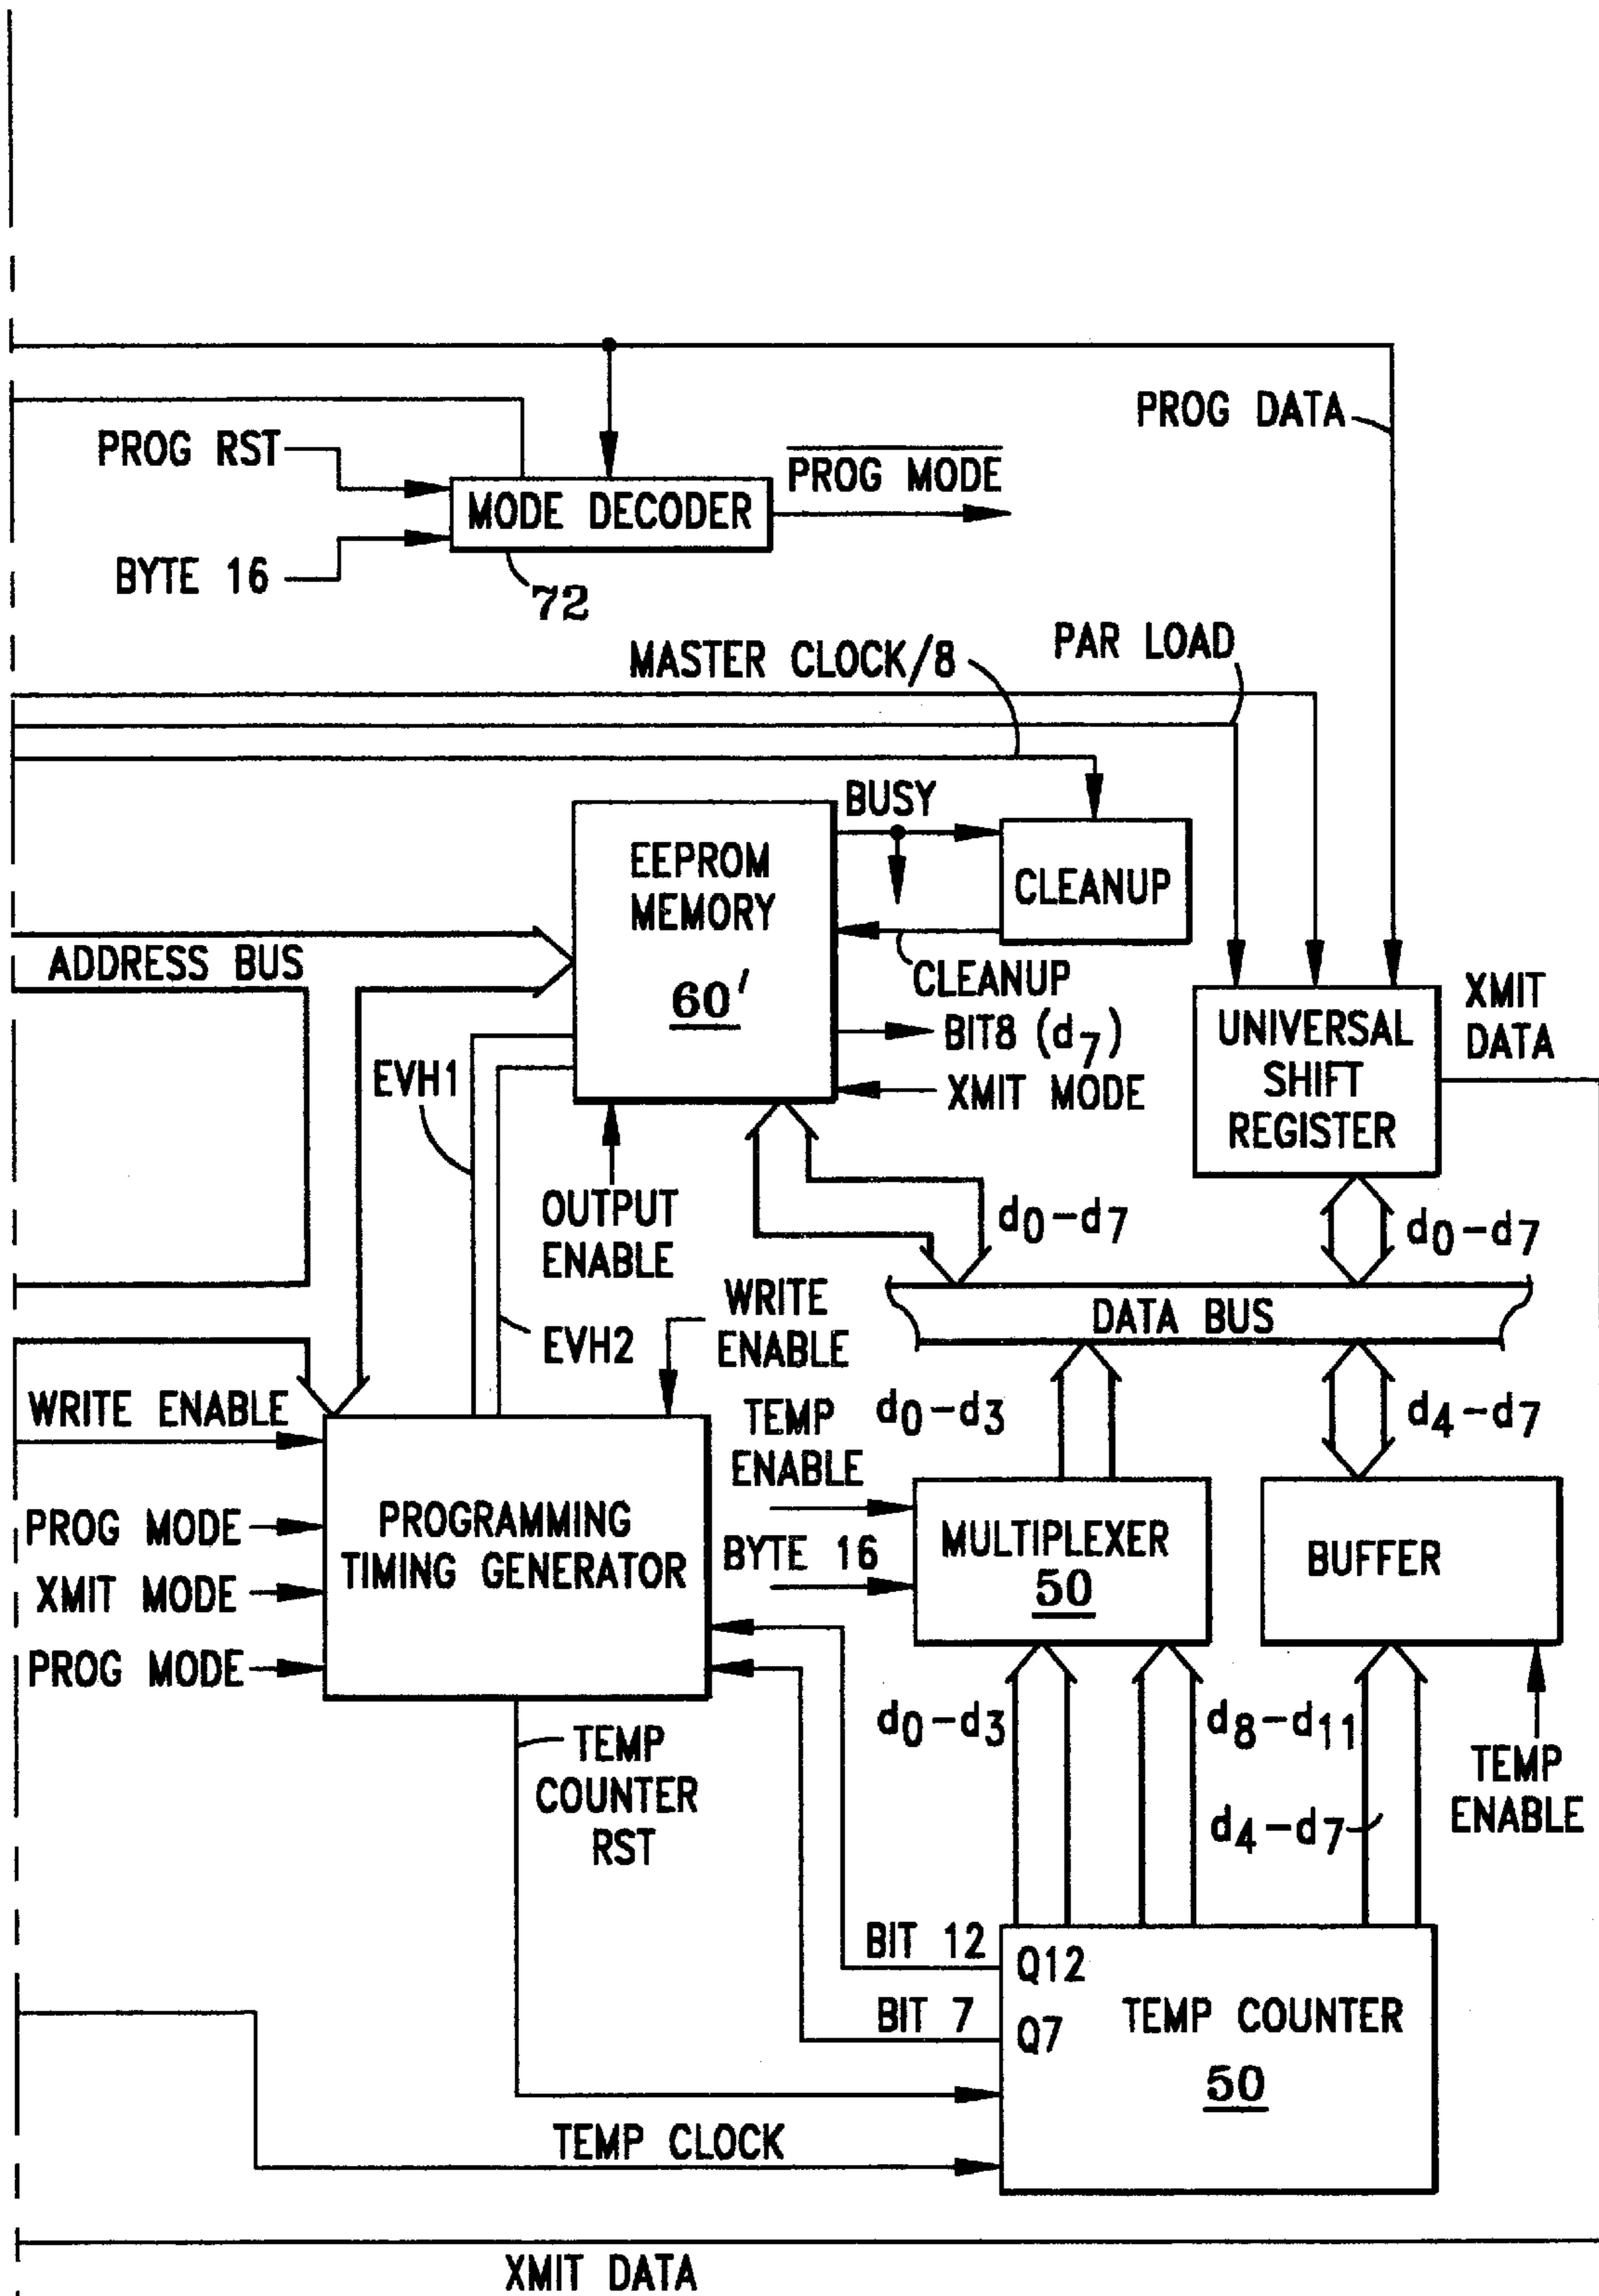 PROG DATA
PROG RST
PROG MODE
MODE DECODER
BYTE 16
72
PAR LOAD
MASTER CLOCK/8
BUSY
EEPROM
MEMORY
60'
CLEANUP
ADDRESS BUS
CLEANUP
BIT8 (d7)
XMIT MODE
XMIT
DATA
UNIVERSAL
SHIFT
REGISTER
EVH1
OUTPUT
ENABLE
d0-d7
d0-d7
EVH2
WRITE
ENABLE
DATA BUS
WRITE ENABLE
TEMP
ENABLE
d0-d3
d4-d7
PROG MODE
XMIT MODE
PROG MODE
PROGRAMMING
TIMING GENERATOR
BYTE 16
MULTIPLEXER
50
BUFFER
TEMP
COUNTER
RST
d0-d3
d8-d11
d4-d7
TEMP
ENABLE
BIT 12
Q12
BIT 7
Q7
TEMP COUNTER
50
TEMP CLOCK
XMIT DATA